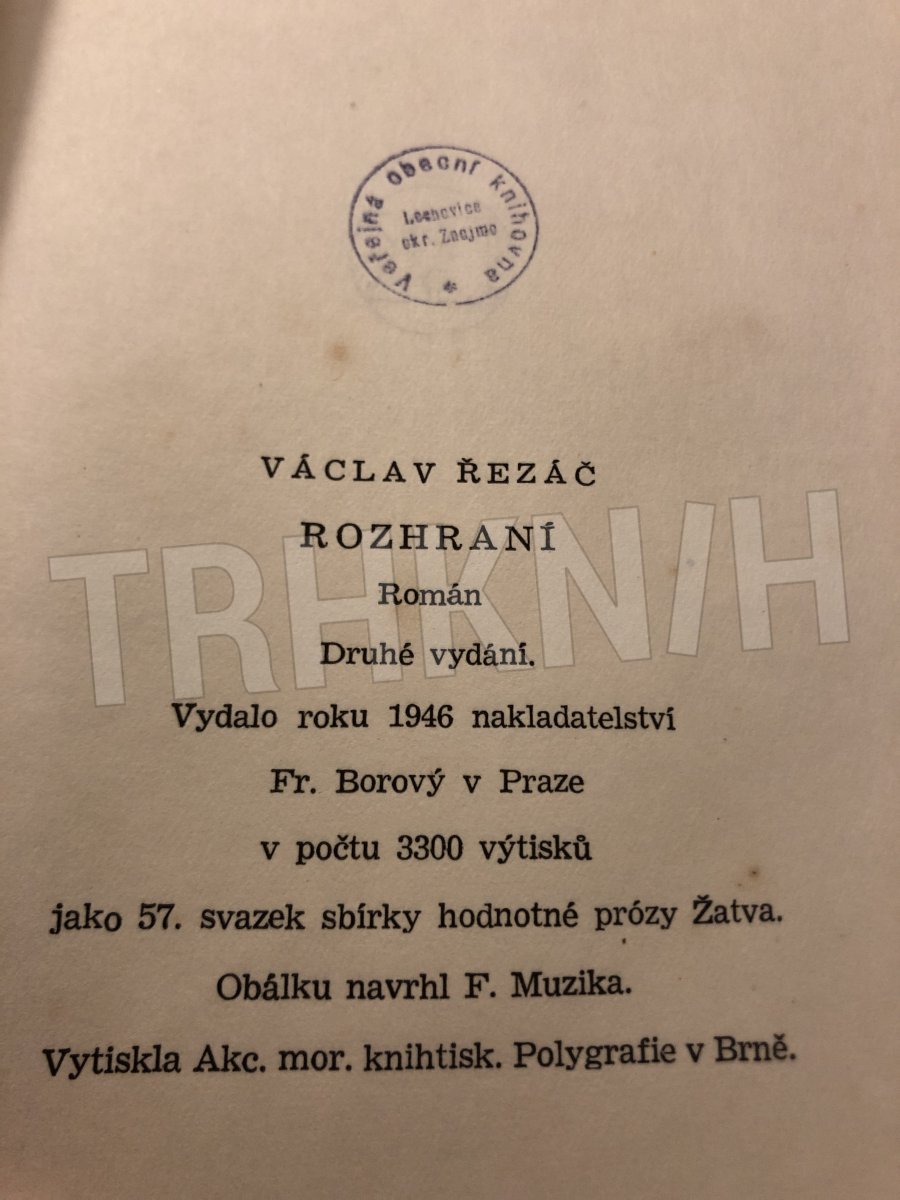 Veřejná obecní knihovna *
Lechovice
okr. Znojmo
VÁCLAV ŘEZÁČ
ROZHRANÍ
Román
Druhé vydání.
Vydalo roku 1946 nakladatelství
Fr. Borový v Praze
v počtu 3300 výtisků
jako 57. svazek sbírky hodnotné prózy Žatva.
Obálku navrhl F. Muzika.
Vytiskla Akc. mor. knihtisk. Polygrafie v Brně.
TRHKNIH